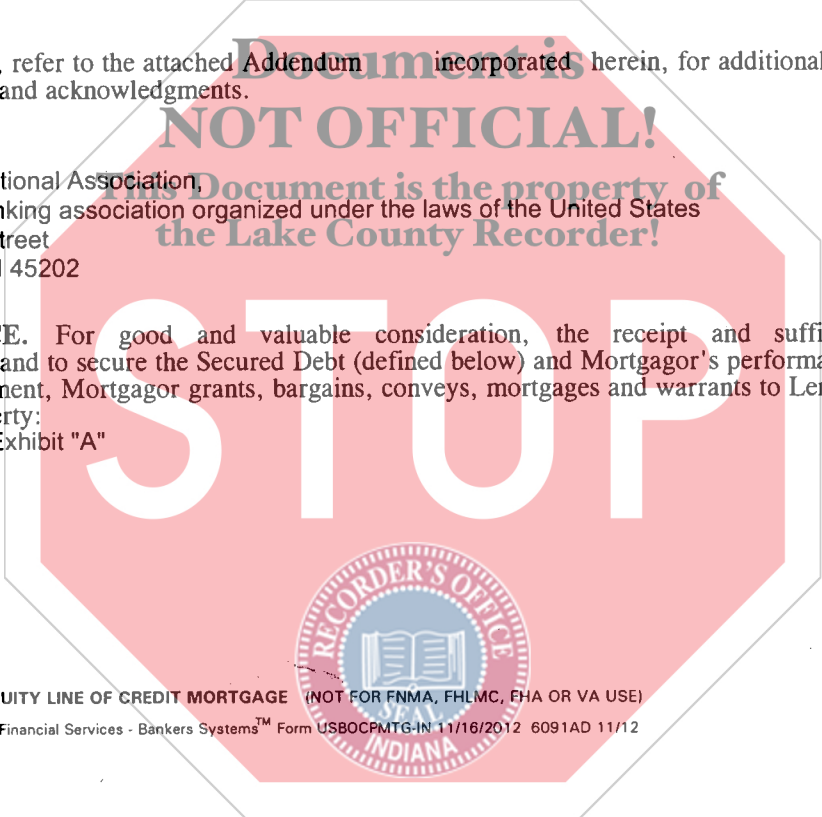 , refer to the attached Addendum incorporated herein, for additional
and acknowledgments.
Document is
NOT OFFICIAL!
This Document is the property of
the Lake County Recorder!
tional Association,
nking association organized under the laws of the United States
treet
45202
CE. For good and valuable consideration, the receipt and suffi
and to secure the Secured Debt (defined below) and Mortgagor's performa
ment, Mortgagor grants, bargains, conveys, mortgages and warrants to Len
erty:
Exhibit "A"
STOP
RECORDER'S OFFICE
SEAL
INDIANA
UITY LINE OF CREDIT MORTGAGE (NOT FOR FNMA, FHLMC, FHA OR VA USE)
Financial Services - Bankers Systems™ Form USBOCPMTG-IN 11/16/2012 6091AD 11/12